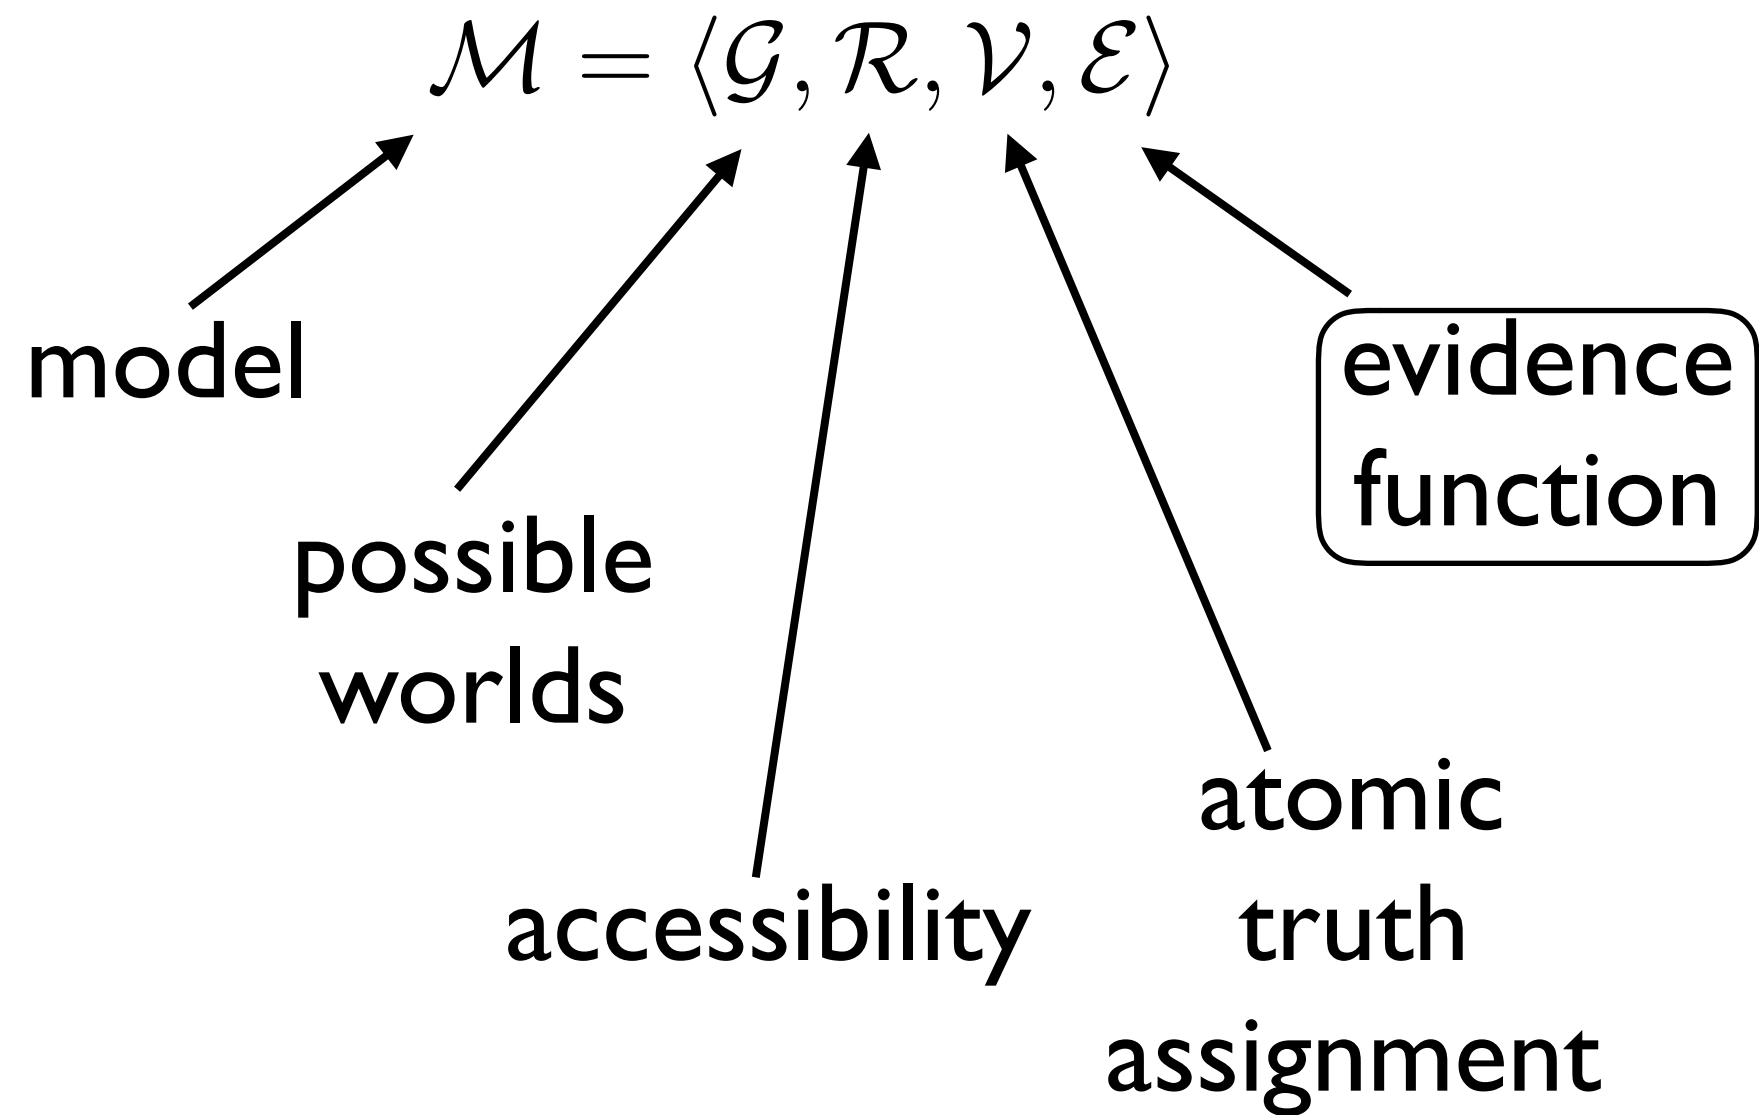 ℳ = ⟨𝒢, ℛ, 𝒱, ℰ⟩
model
evidence
function
possible
worlds
atomic
accessibility
truth
assignment